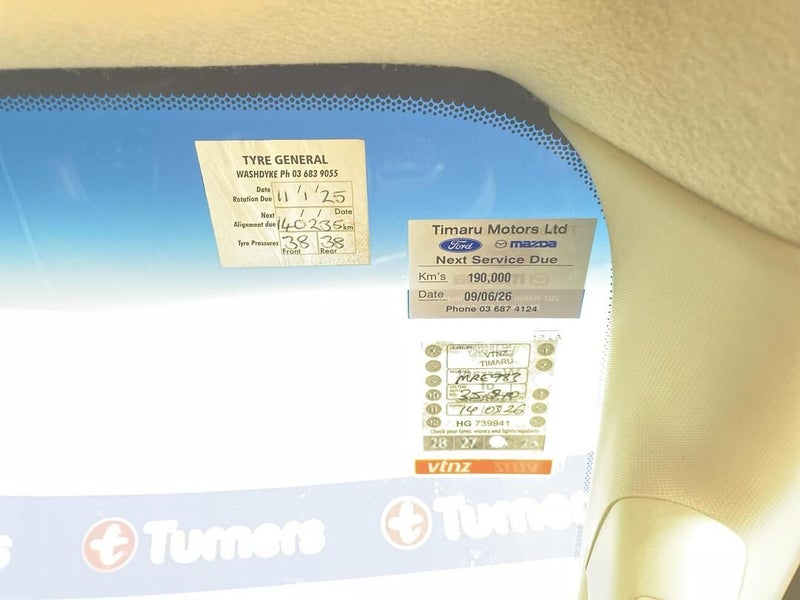 TYRE GENERAL
WASHDYKE Ph 03 683 9055
Date
Rotation Due 11/1/25
Next Date
Alignment due 140235 km
Tyre Pressures 38 38
Front Rear
Timaru Motors Ltd
Ford mazda
Next Service Due
Km's 190,000
Date 09/06/26
Phone 03 687 4124
VTNZ
TIMARU
MRE983
14/08/26
HG 739941
Check your tyres, wipers and lights regularly
28 27 25
vtnz
Turners
Turners